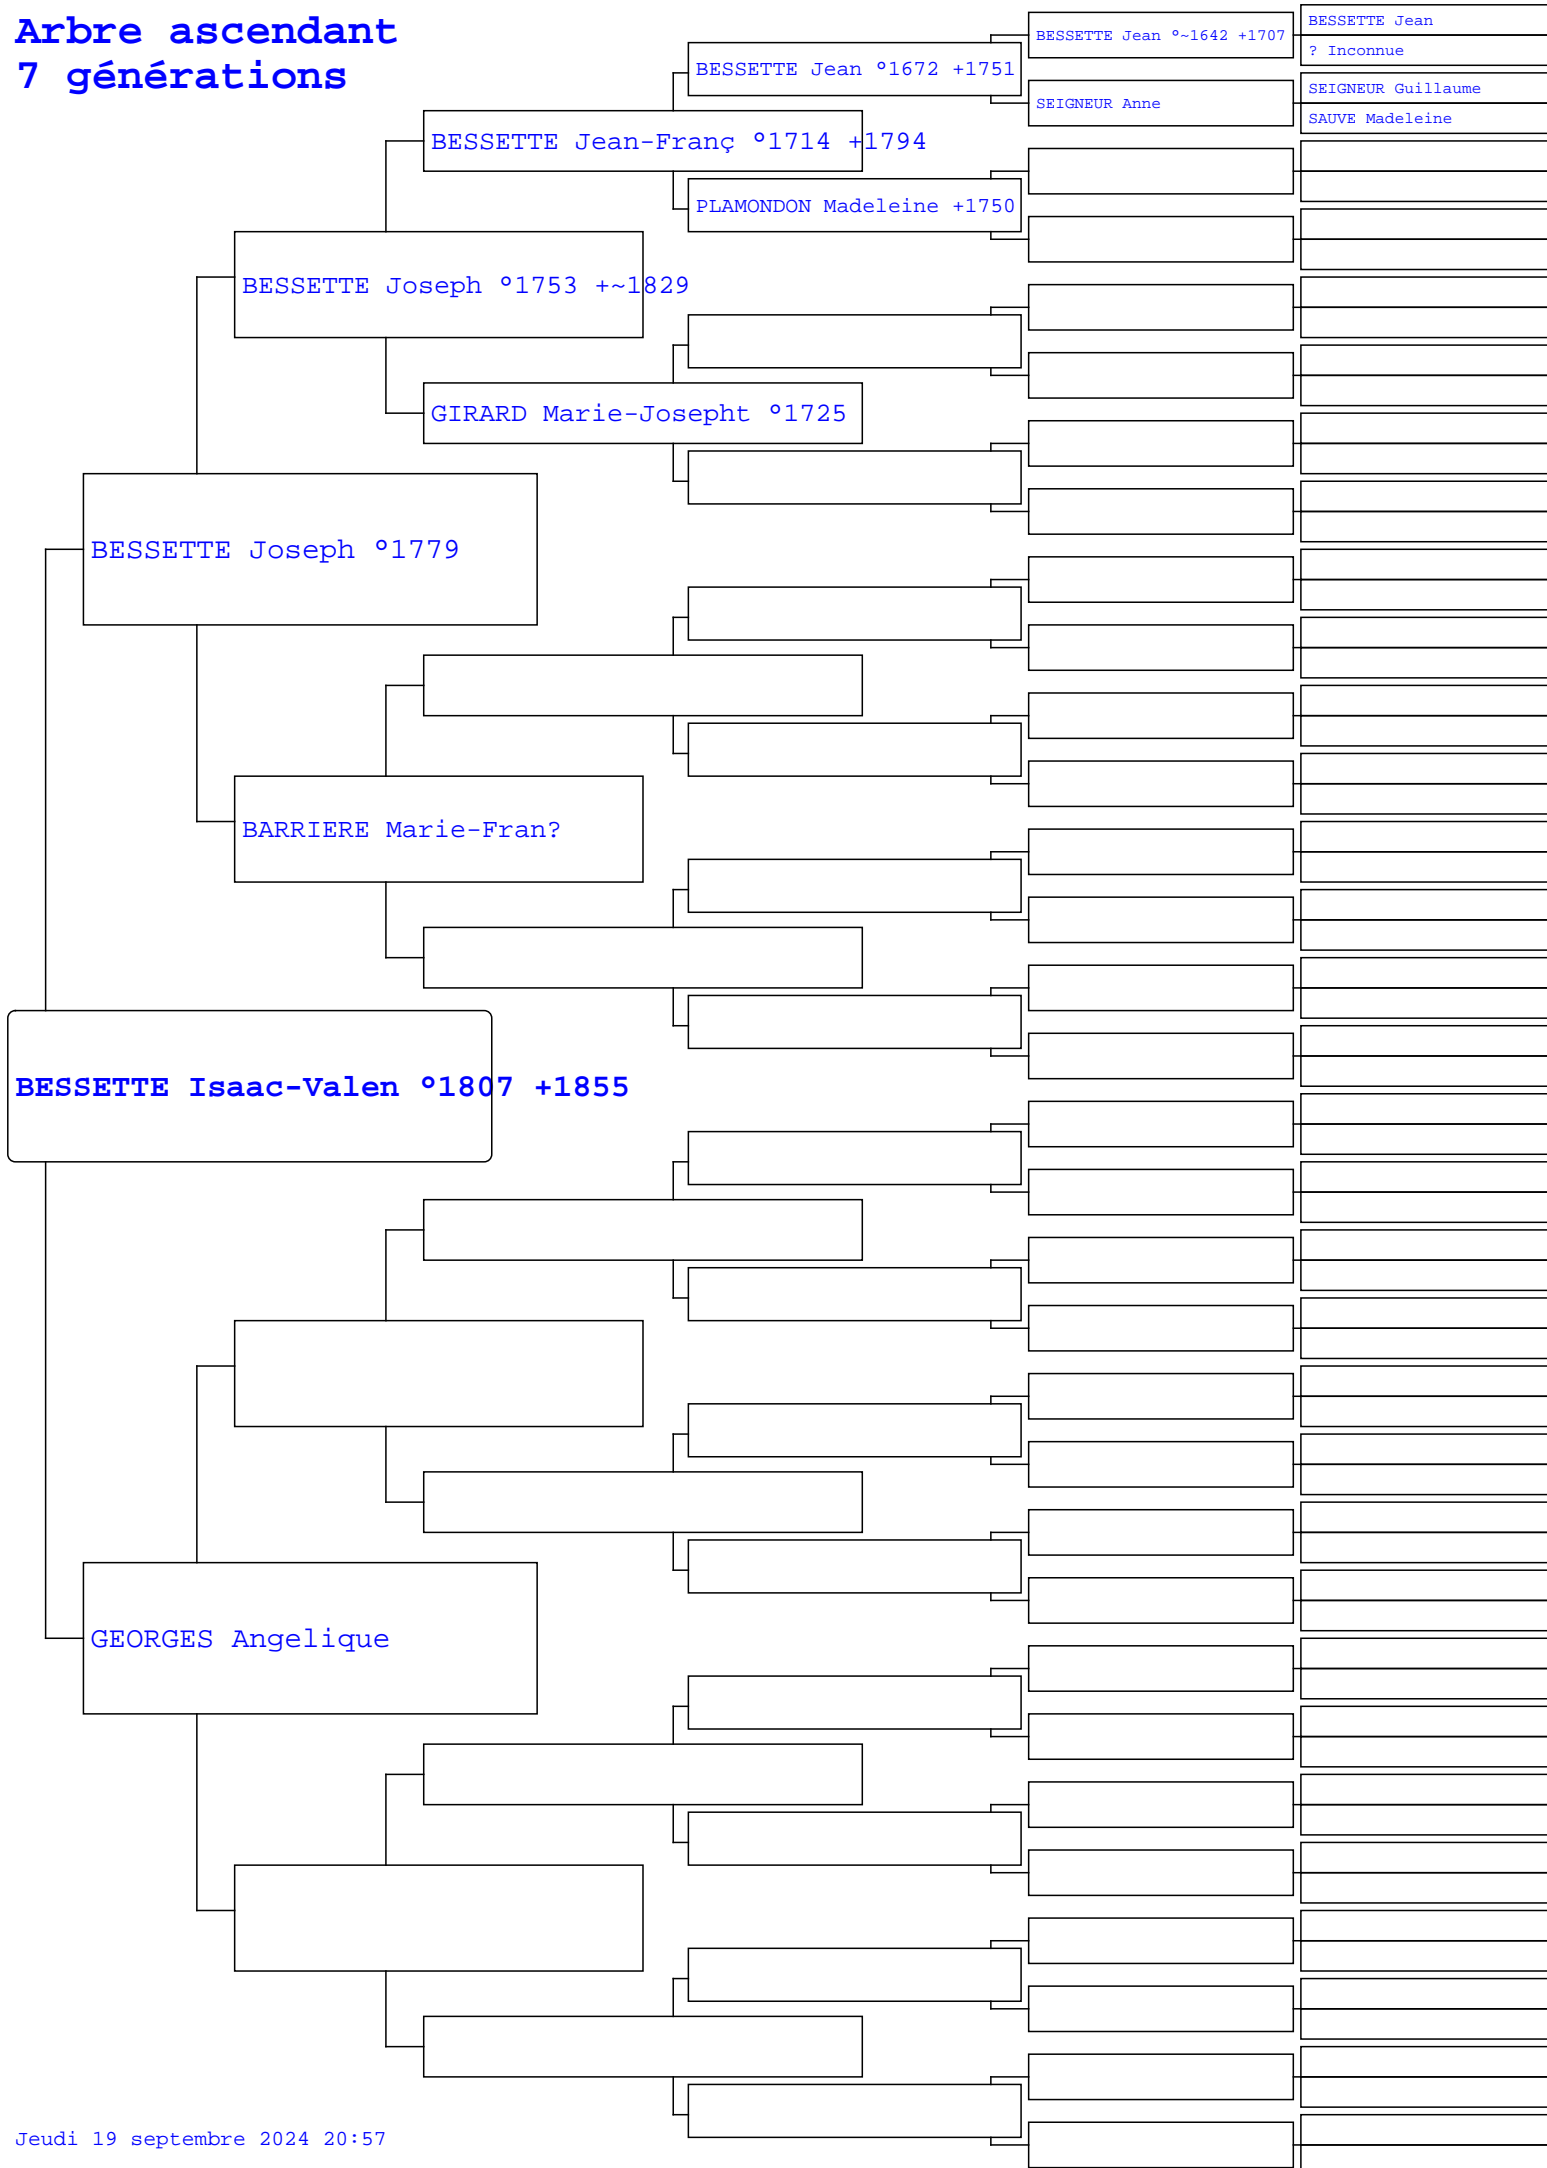 Arbre ascendant
7 générations
BESSETTE Jean °~1642 +1707
BESSETTE Jean
? Inconnue
BESSETTE Jean °1672 +1751
SEIGNEUR Anne
SEIGNEUR Guillaume
SAUVE Madeleine
BESSETTE Jean-Franç °1714 +1794
PLAMONDON Madeleine +1750
BESSETTE Joseph °1753 +~1829
GIRARD Marie-Josepht °1725
BESSETTE Joseph °1779
BARRIERE Marie-Fran?
BESSETTE Isaac-Valen °1807 +1855
GEORGES Angelique
Jeudi 19 septembre 2024 20:57